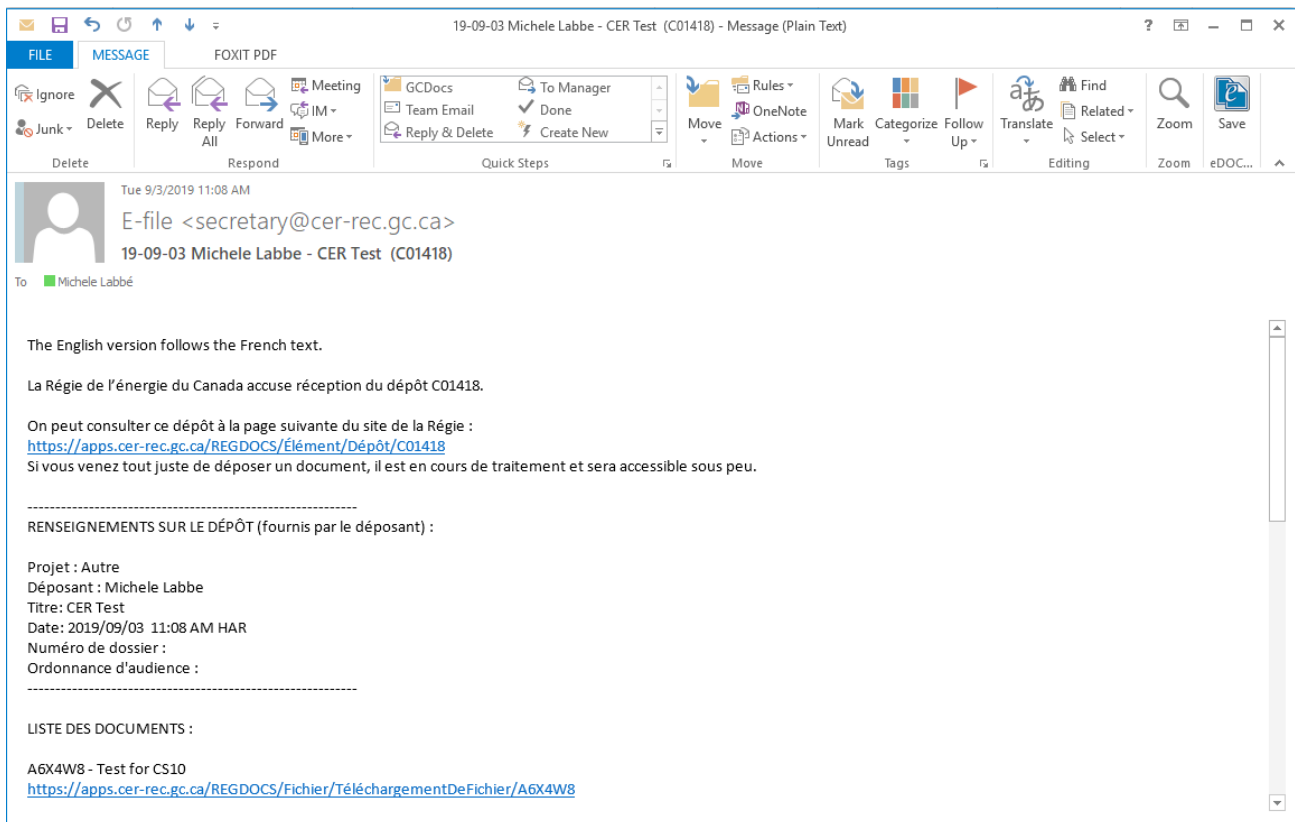 19-09-03 Michele Labbe - CER Test (C01418) - Message (Plain Text)
FILE MESSAGE FOXIT PDF
Ignore
Junk
Delete
Reply
Reply All
Forward
Meeting
IM
More
GCDocs
Team Email
Reply & Delete
To Manager
Done
Create New
Move
Rules
OneNote
Actions
Mark Unread
Categorize
Follow Up
Translate
Find
Related
Select
Zoom
Save
Delete Respond Quick Steps Move Tags Editing Zoom eDOC...
Tue 9/3/2019 11:08 AM
E-file <secretary@cer-rec.gc.ca>
19-09-03 Michele Labbe - CER Test (C01418)
To Michele Labbé
The English version follows the French text.
La Régie de l’énergie du Canada accuse réception du dépôt C01418.
On peut consulter ce dépôt à la page suivante du site de la Régie :
https://apps.cer-rec.gc.ca/REGDOCS/Élément/Dépôt/C01418
Si vous venez tout juste de déposer un document, il est en cours de traitement et sera accessible sous peu.
-----------------------------------------------------------
RENSEIGNEMENTS SUR LE DÉPÔT (fournis par le déposant) :
Projet : Autre
Déposant : Michele Labbe
Titre: CER Test
Date: 2019/09/03 11:08 AM HAR
Numéro de dossier :
Ordonnance d'audience :
-----------------------------------------------------------
LISTE DES DOCUMENTS :
A6X4W8 - Test for CS10
https://apps.cer-rec.gc.ca/REGDOCS/Fichier/TéléchargementDeFichier/A6X4W8